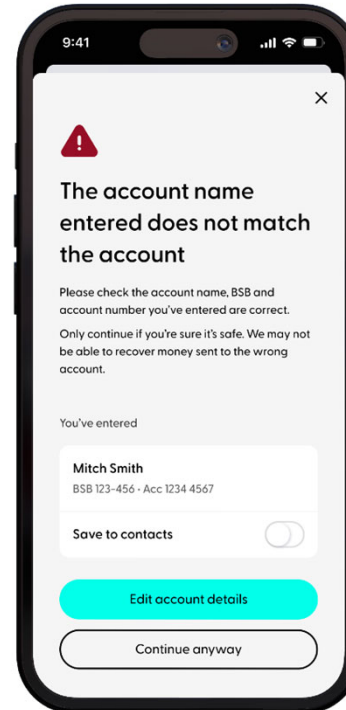 9:41
The account name
entered does not match
the account
Please check the account name, BSB and
account number you've entered are correct.
Only continue if you're sure it's safe. We may not
be able to recover money sent to the wrong
account.
You've entered
Mitch Smith
BSB 123-456 - Acc 1234 4567
Save to contacts
Edit account details
Continue anyway